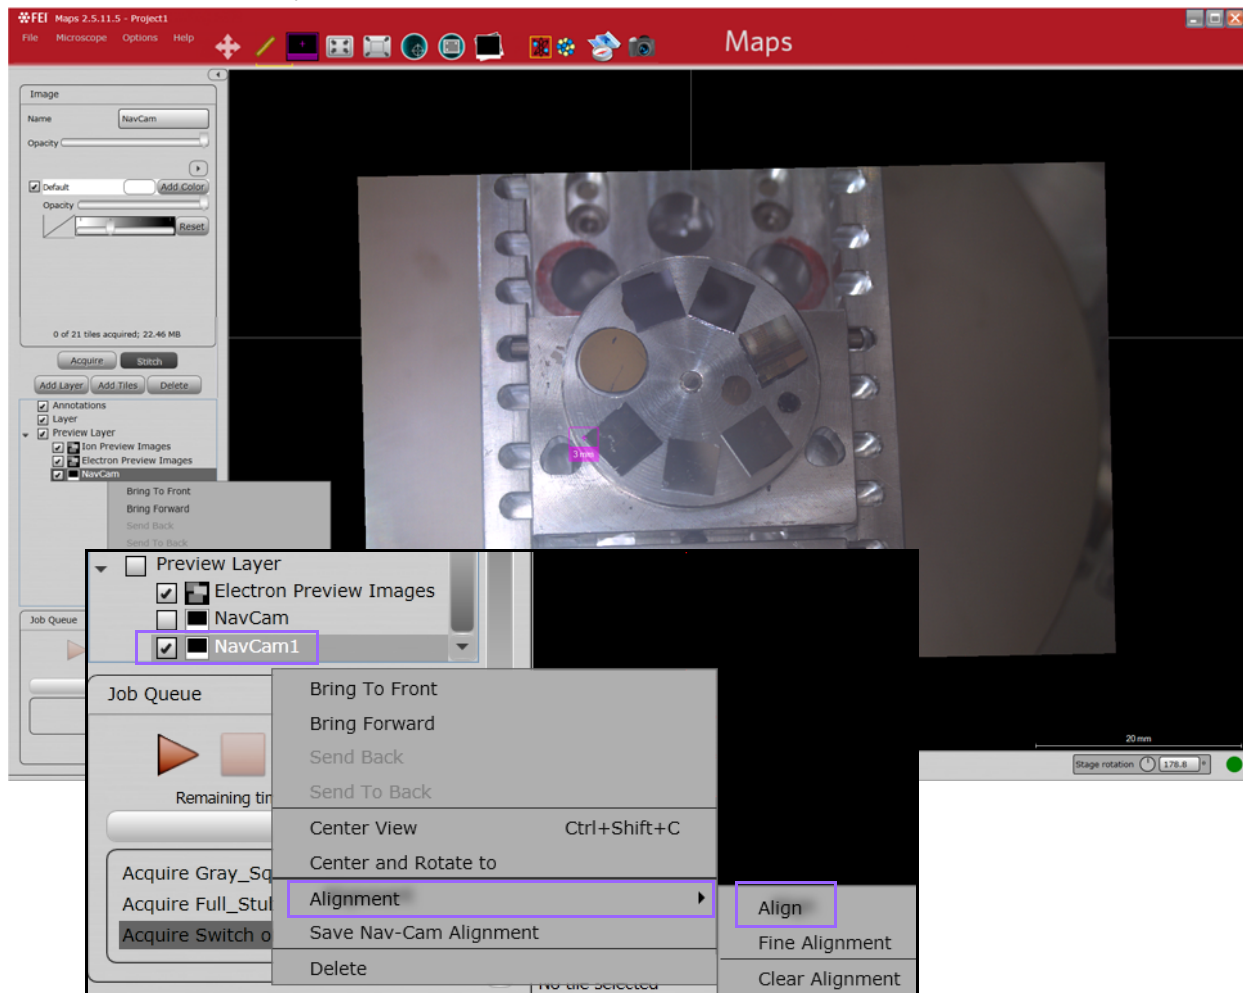 FEI Maps 2.5.11.5 - Project1
File Microscope Options Help
Maps
Image
Name NavCam
Opacity
Default Add Color
Opacity
Reset
0 of 21 tiles acquired; 22.46 MB
Acquire Stitch
Add Layer Add Tiles Delete
Annotations
Layer
Preview Layer
Ion Preview Images
Electron Preview Images
NavCam
Bring To Front
Bring Forward
Send Back
Send To Back
3 mm
Job Queue
20 mm
Stage rotation 178.8 °
Preview Layer
Electron Preview Images
NavCam
NavCam1
Job Queue
Remaining tim
Acquire Gray_Sq
Acquire Full_Stub
Acquire Switch o
Bring To Front
Bring Forward
Send Back
Send To Back
Center View Ctrl+Shift+C
Center and Rotate to
Alignment
Save Nav-Cam Alignment
Delete
Align
Fine Alignment
Clear Alignment
No tile selected